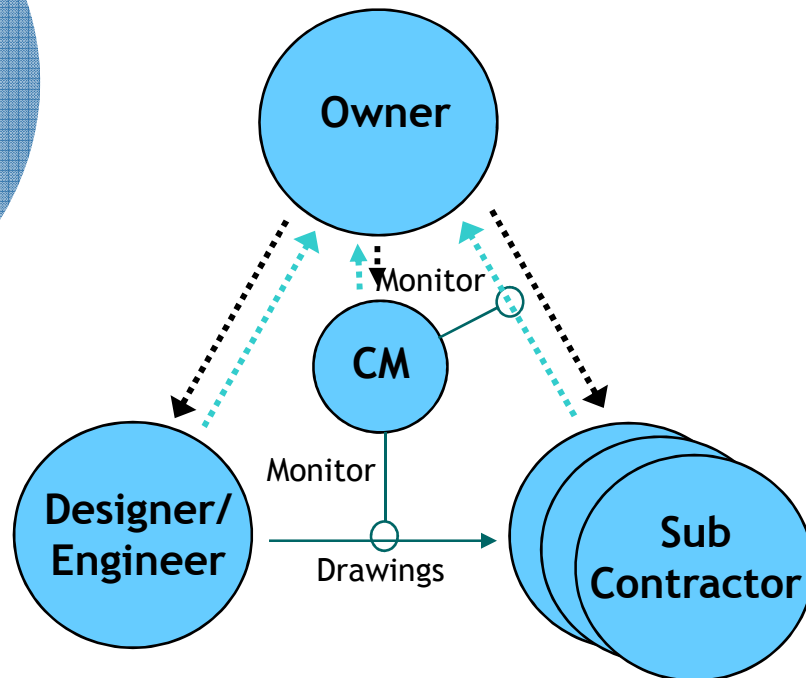 Owner
Monitor
CM
Monitor
Designer/
Engineer
Drawings
Sub
Contractor